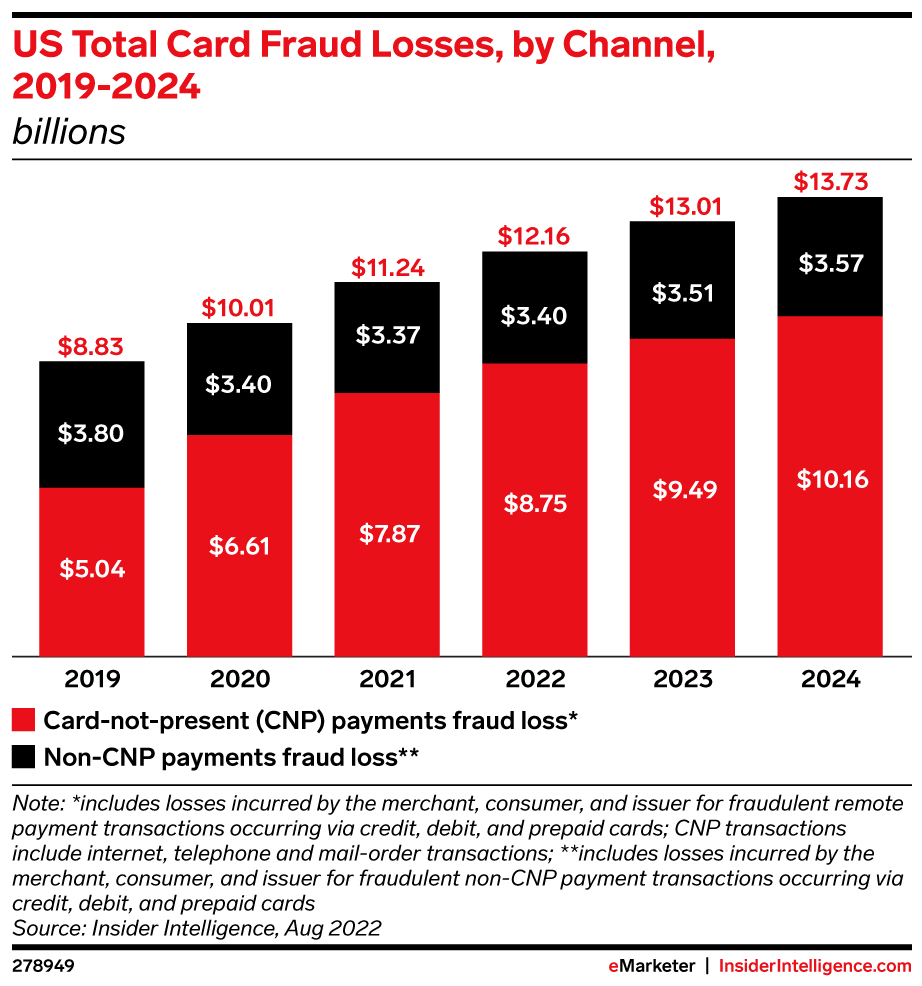 US Total Card Fraud Losses, by Channel,
2019-2024
billions
$8.83
$10.01
$11.24
$12.16
$13.01
$13.73
$3.80
$3.40
$3.37
$3.40
$3.51
$3.57
$5.04
$6.61
$7.87
$8.75
$9.49
$10.16
2019
2020
2021
2022
2023
2024
Card-not-present (CNP) payments fraud loss*
Non-CNP payments fraud loss**
Note: *includes losses incurred by the merchant, consumer, and issuer for fraudulent remote
payment transactions occurring via credit, debit, and prepaid cards; CNP transactions
include internet, telephone and mail-order transactions; **includes losses incurred by the
merchant, consumer, and issuer for fraudulent non-CNP payment transactions occurring via
credit, debit, and prepaid cards
Source: Insider Intelligence, Aug 2022
278949
eMarketer | InsiderIntelligence.com